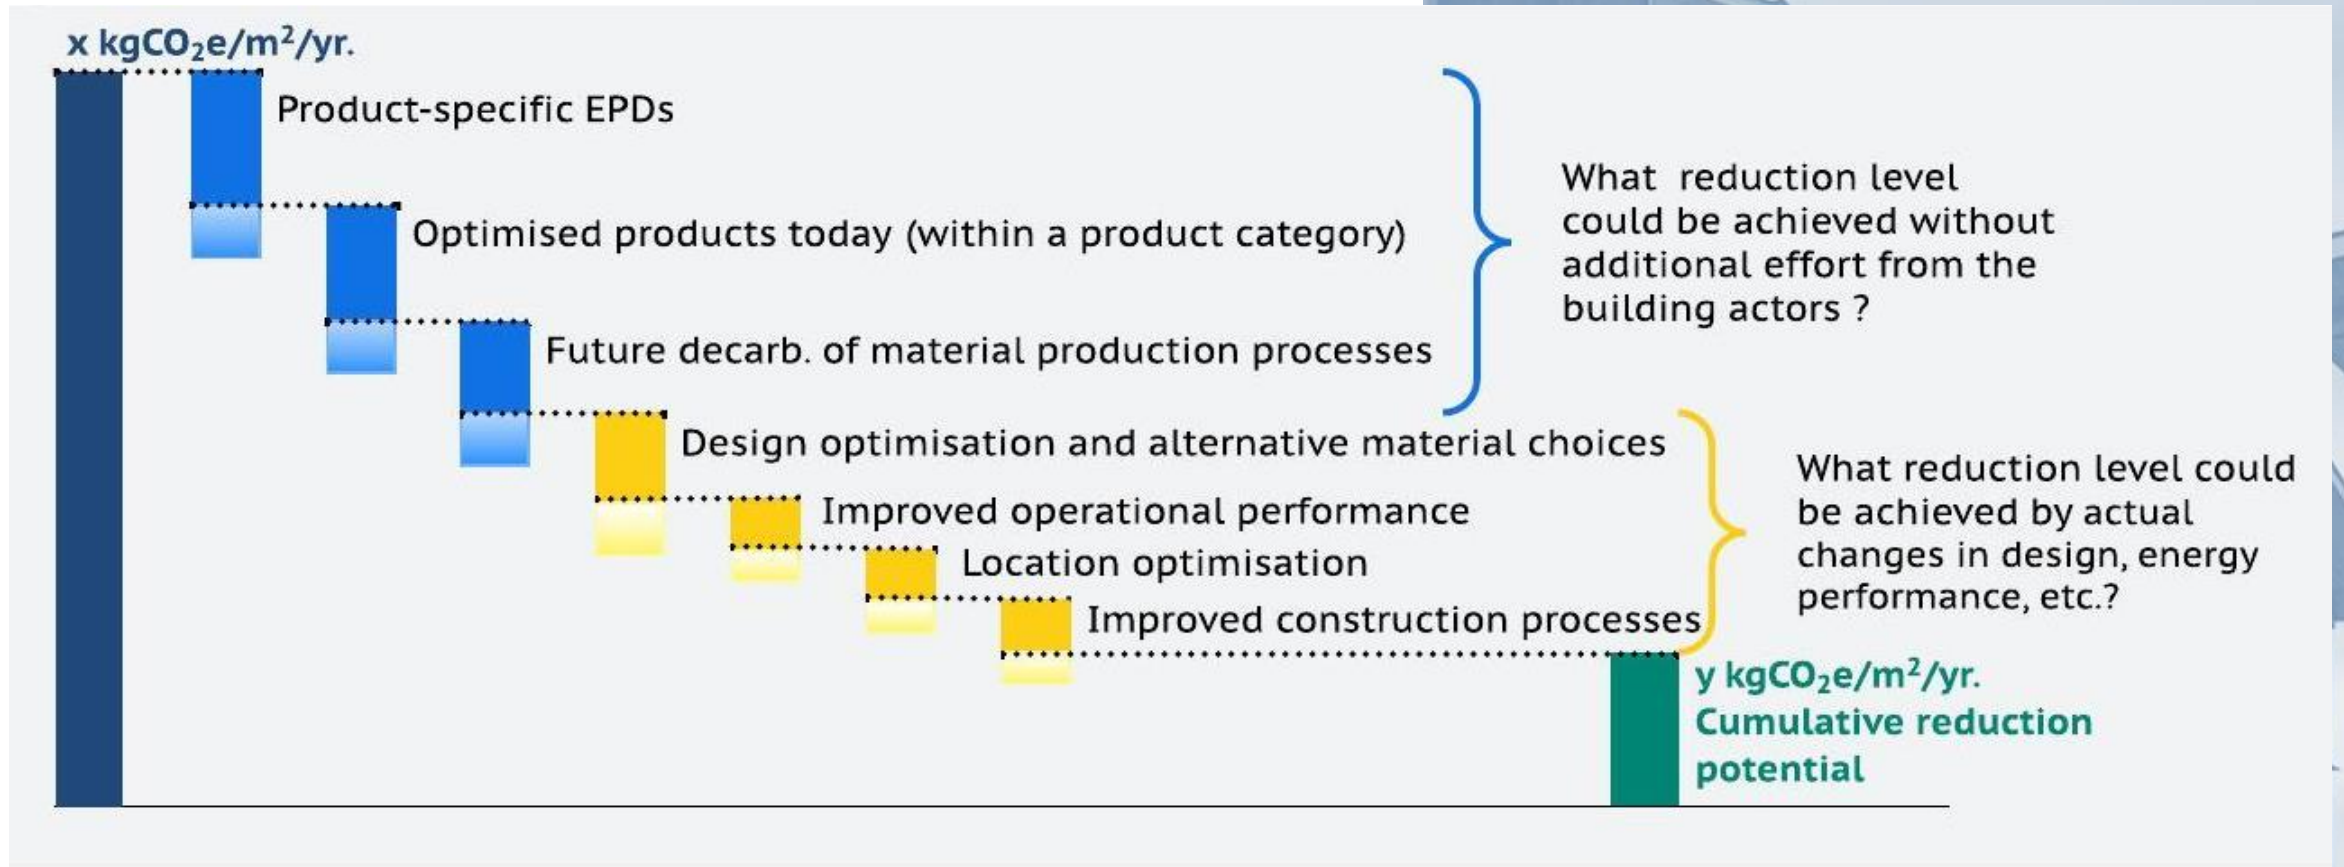 x kgCO₂e/m²/yr.
Product-specific EPDs
Optimised products today (within a product category)
Future decarb. of material production processes
What reduction level
could be achieved without
additional effort from the
building actors ?
Design optimisation and alternative material choices
Improved operational performance
Location optimisation
Improved construction processes
What reduction level could
be achieved by actual
changes in design, energy
performance, etc.?
y kgCO₂e/m²/yr.
Cumulative reduction
potential